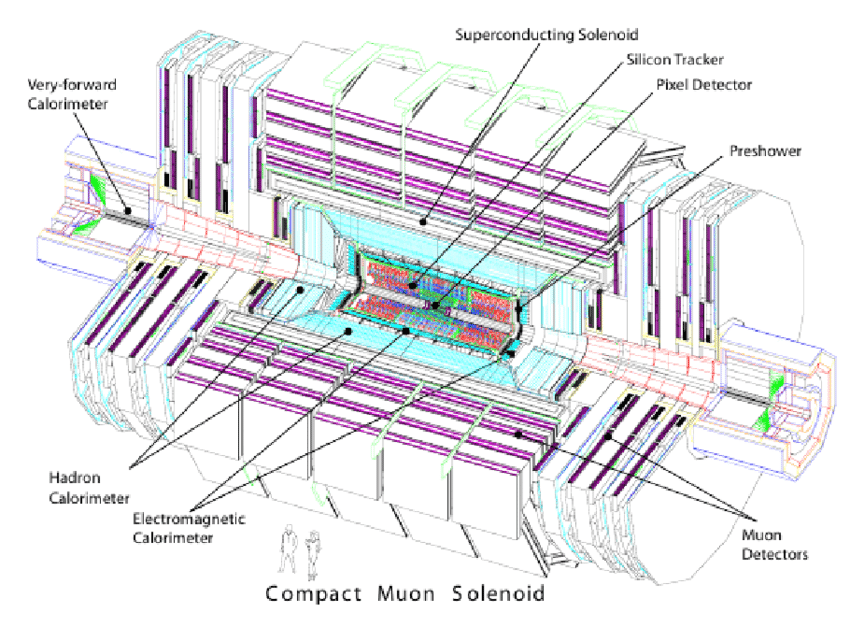 Superconducting Solenoid
Silicon Tracker
Pixel Detector
Very-forward
Calorimeter
Preshower
Hadron
Calorimeter
Electromagnetic
Calorimeter
Muon
Detectors
Compact Muon Solenoid